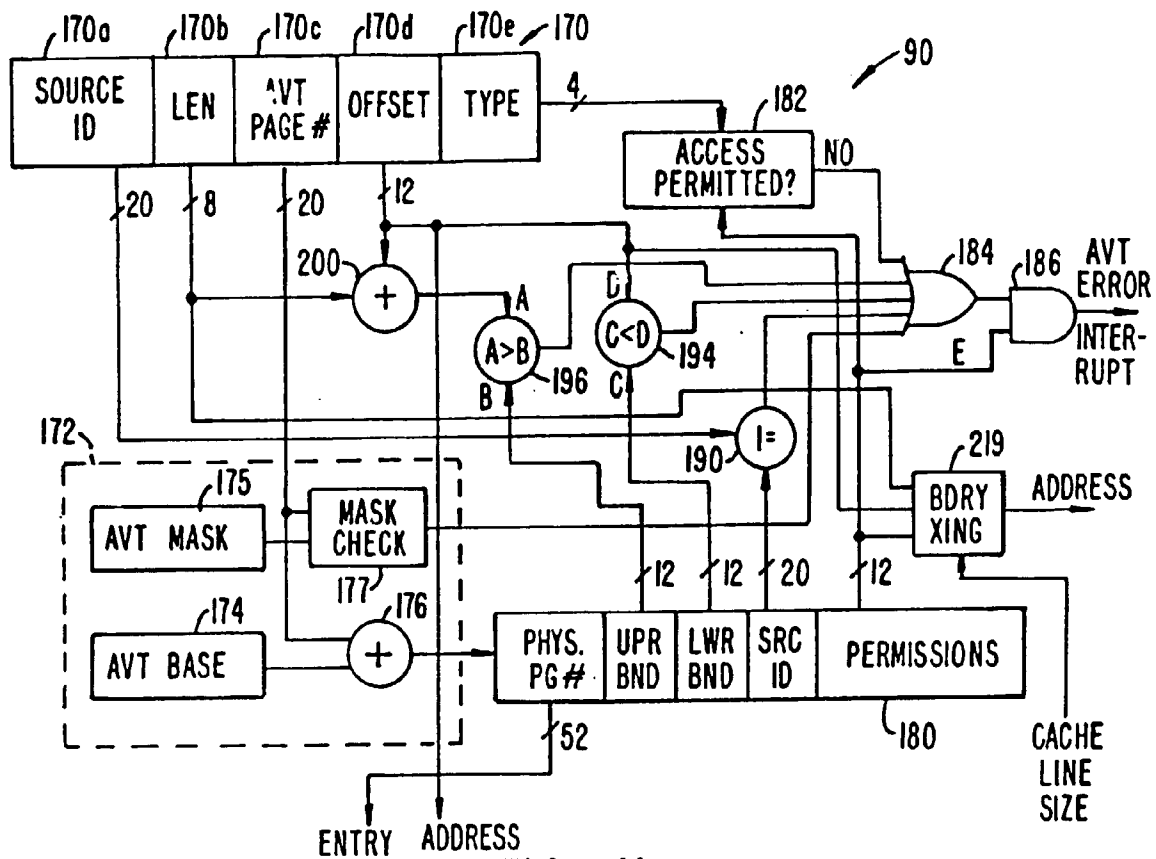 170a 170b 170c 170d 170e 170
90
SOURCE ID
LEN
AVT PAGE #
OFFSET
TYPE
4
182
ACCESS PERMITTED?
NO
20
8
20
12
200
+
A
A>B
B
196
D
C<D
C
194
184
186
AVT ERROR
INTER-
RUPT
E
172
190
!=
219
BDRY XING
ADDRESS
175
AVT MASK
MASK CHECK
177
174
AVT BASE
176
+
12
12
20
12
PHYS. PG #
UPR BND
LWR BND
SRC ID
PERMISSIONS
52
180
CACHE LINE SIZE
ENTRY
ADDRESS